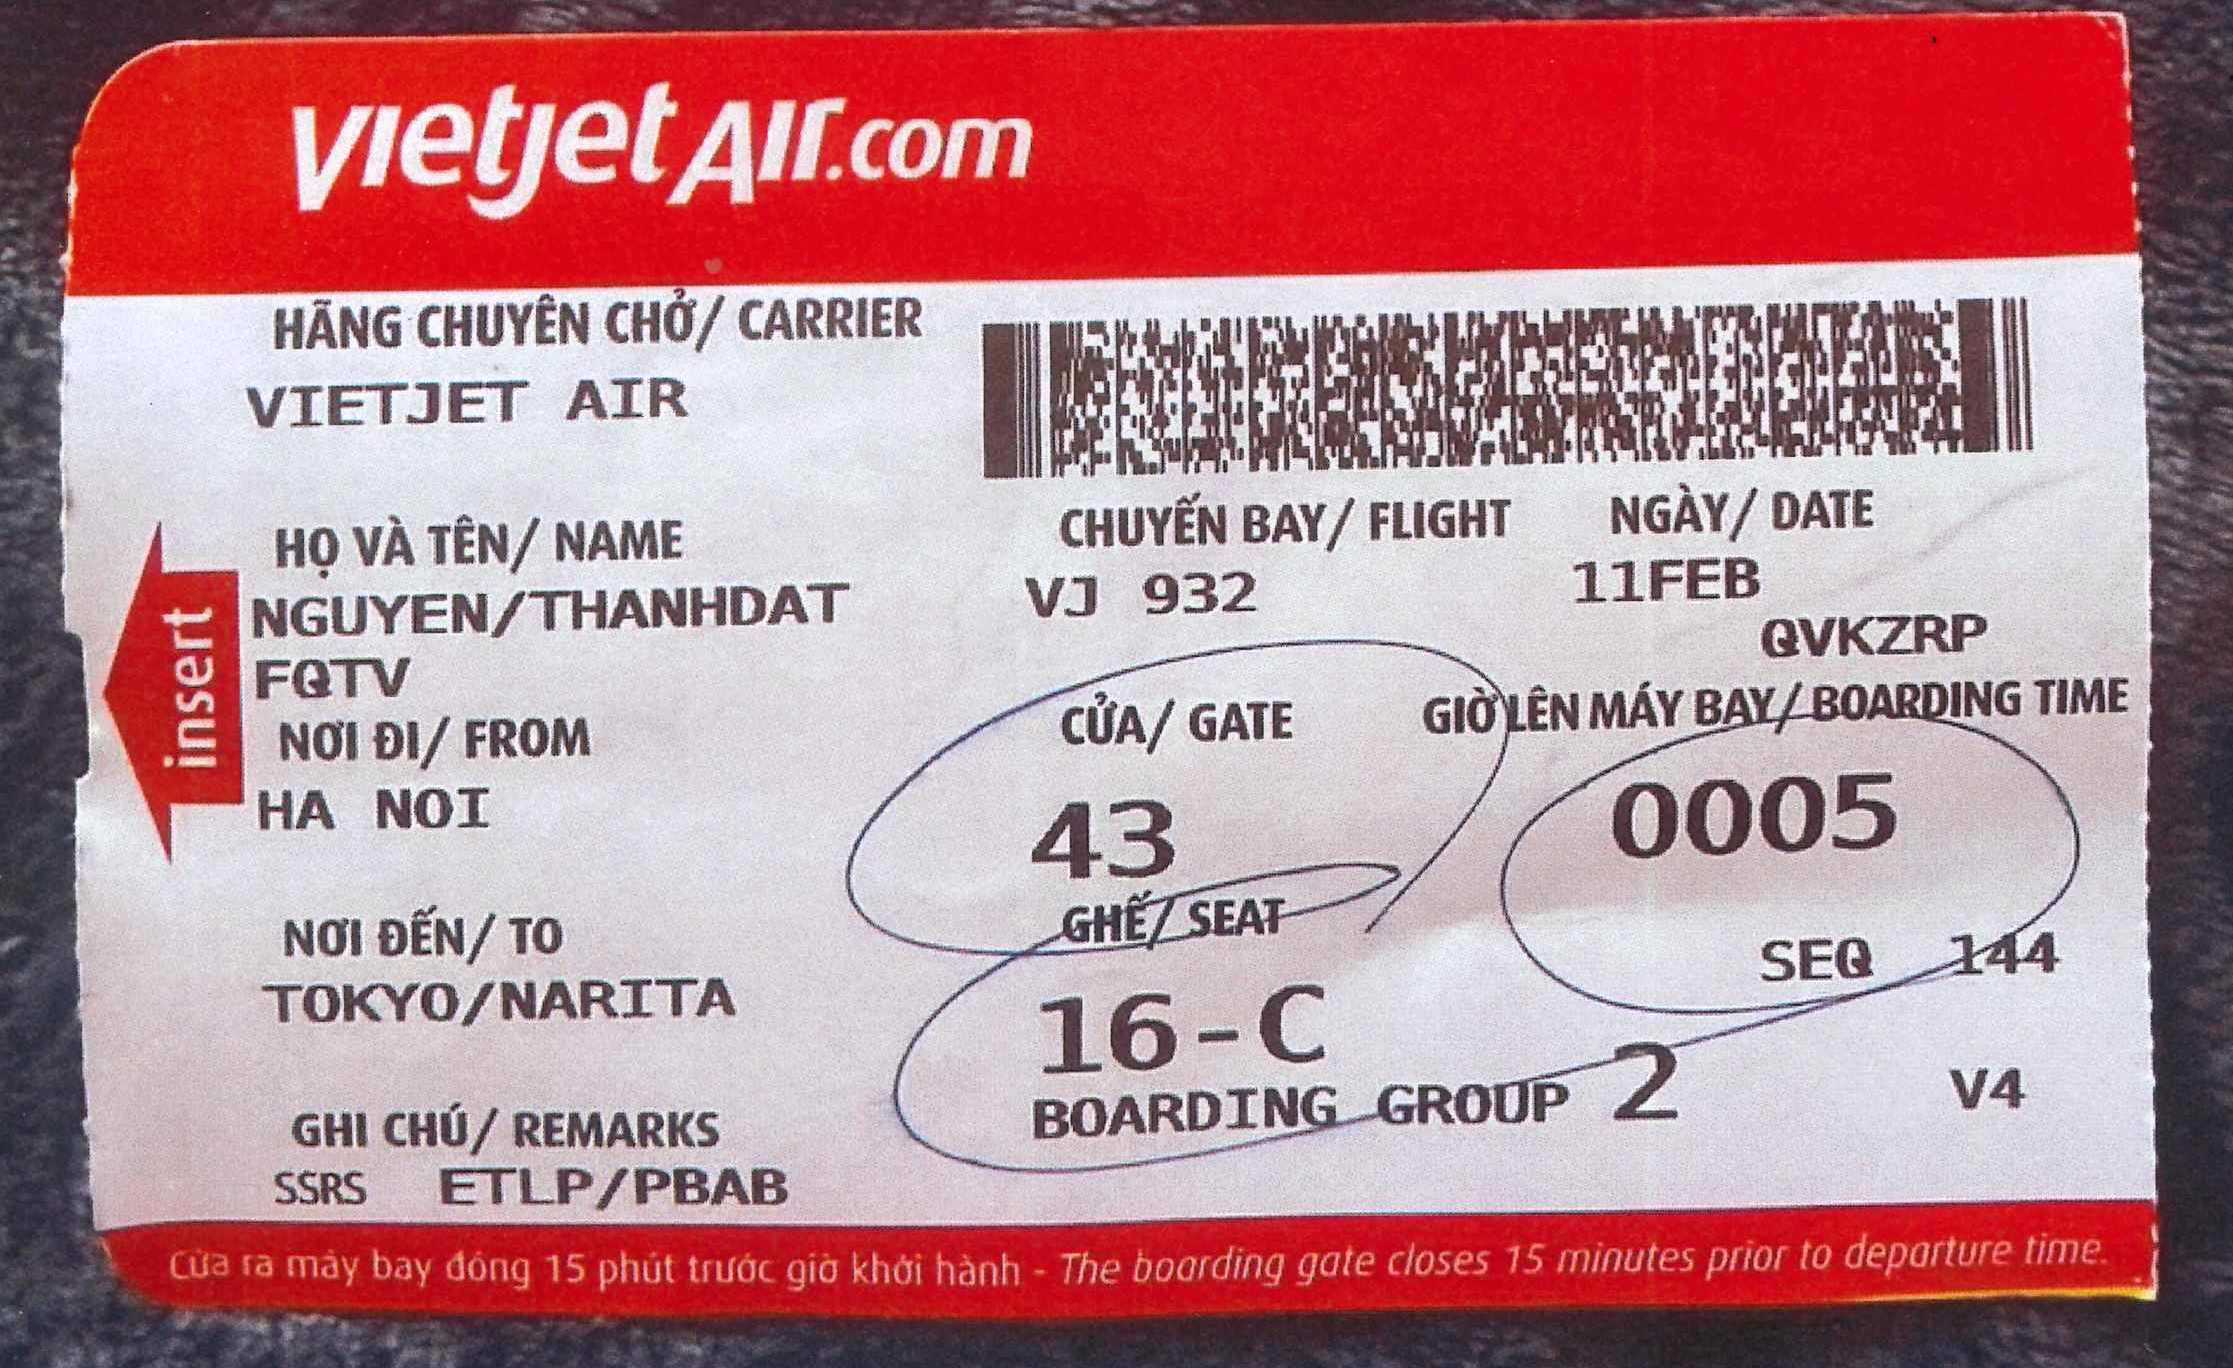 vietjetAir.com
HÃNG CHUYÊN CHỞ/ CARRIER
VIETJET AIR
HỌ VÀ TÊN/ NAME
NGUYEN/THANHDAT
FQTV
CHUYẾN BAY/ FLIGHT
VJ 932
NGÀY/ DATE
11FEB
QVKZRP
insert
NƠI ĐI/ FROM
HA NOI
CỬA/ GATE
43
GIỜ LÊN MÁY BAY/ BOARDING TIME
0005
NƠI ĐẾN/ TO
TOKYO/NARITA
GHẾ/ SEAT
16-C
SEQ 144
BOARDING GROUP 2
V4
GHI CHÚ/ REMARKS
SSRS ETLP/PBAB
Cửa ra máy bay đóng 15 phút trước giờ khởi hành - The boarding gate closes 15 minutes prior to departure time.